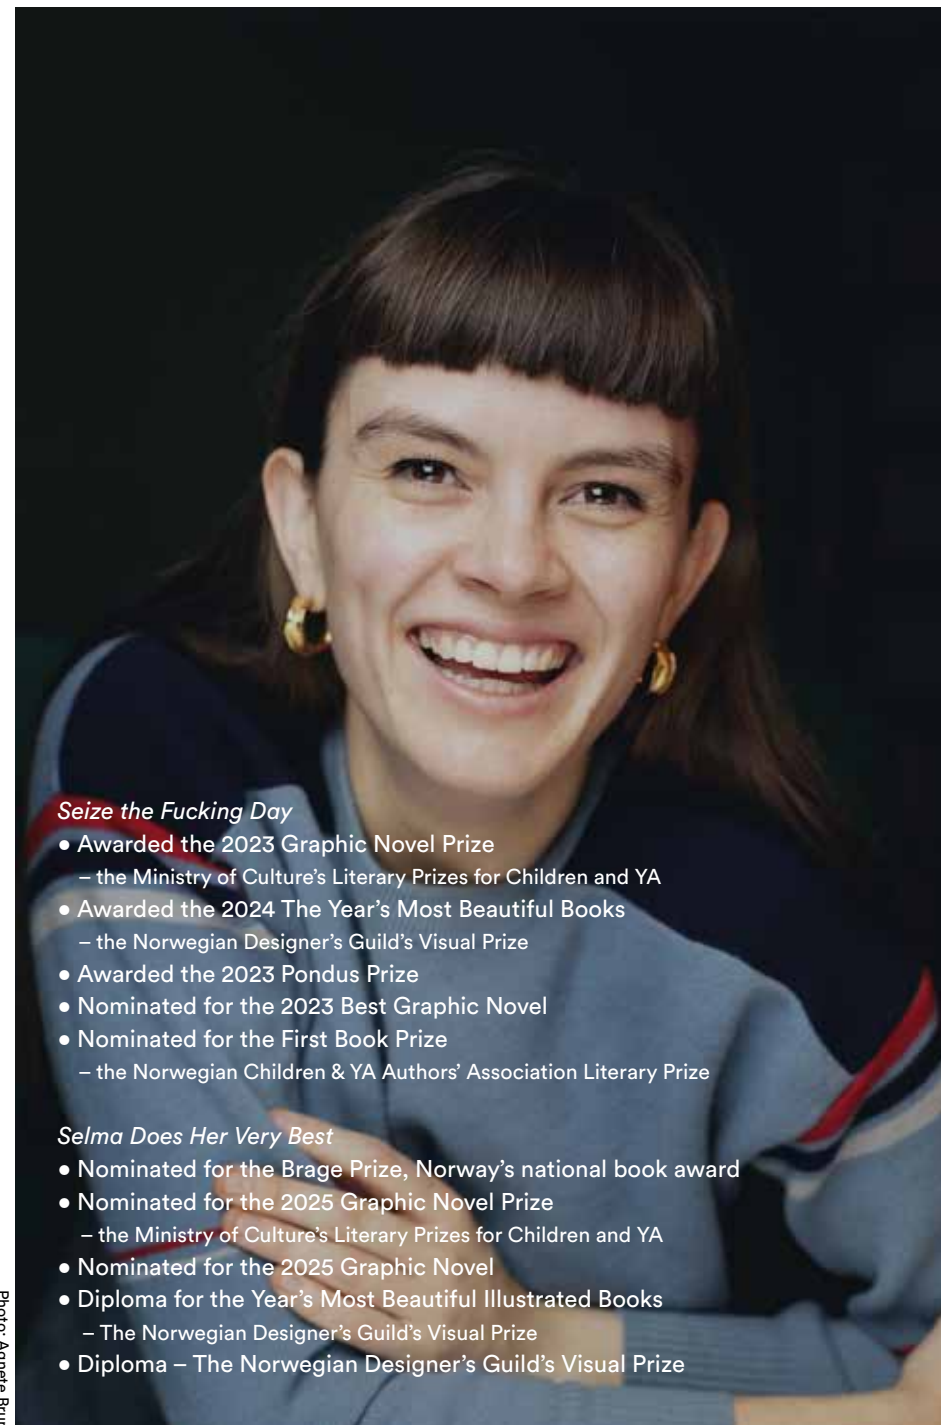 Seize the Fucking Day
• Awarded the 2023 Graphic Novel Prize
– the Ministry of Culture's Literary Prizes for Children and YA
• Awarded the 2024 The Year's Most Beautiful Books
– the Norwegian Designer's Guild's Visual Prize
• Awarded the 2023 Pondus Prize
• Nominated for the 2023 Best Graphic Novel
• Nominated for the First Book Prize
– the Norwegian Children & YA Authors' Association Literary Prize
Selma Does Her Very Best
• Nominated for the Brage Prize, Norway's national book award
• Nominated for the 2025 Graphic Novel Prize
– the Ministry of Culture's Literary Prizes for Children and YA
• Nominated for the 2025 Graphic Novel
• Diploma for the Year's Most Beautiful Illustrated Books
– The Norwegian Designer's Guild's Visual Prize
• Diploma – The Norwegian Designer's Guild's Visual Prize
Photo: Agnete